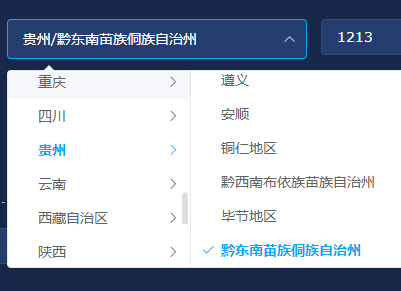 贵州/黔东南苗族侗族自治州
1213
重庆
四川
贵州
云南
西藏自治区
陕西
遵义
安顺
铜仁地区
黔西南布依族苗族自治州
毕节地区
黔东南苗族侗族自治州